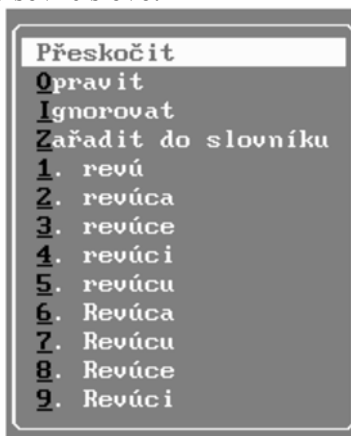 Přeskočit
Opravit
Ignorovat
Zařadit do slovníku
1. revú
2. revúca
3. revúce
4. revúci
5. revúcu
6. Revúca
7. Revúcu
8. Revúce
9. Revúci